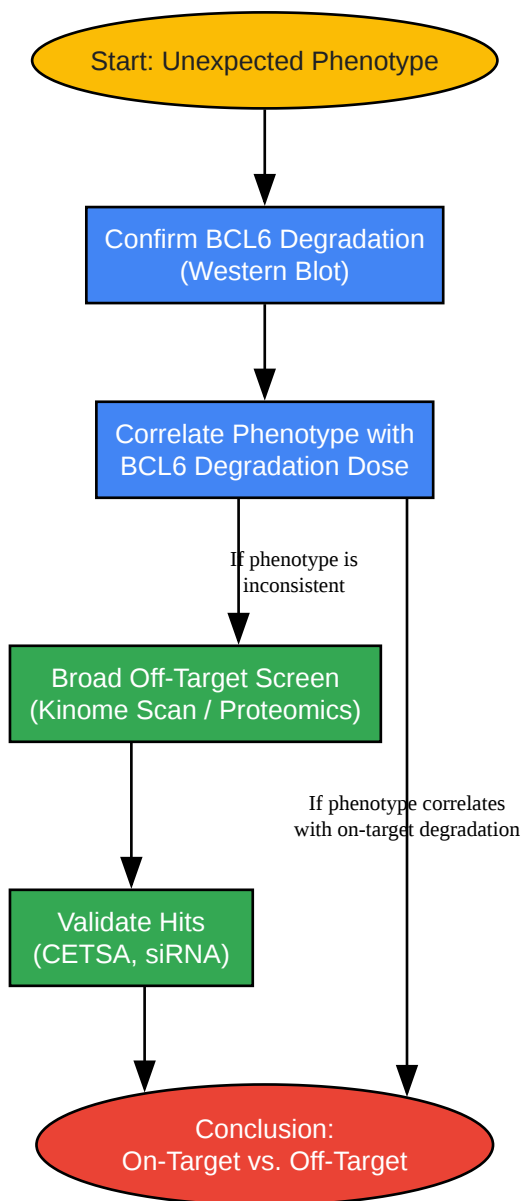 Start: Unexpected Phenotype
Confirm BCL6 Degradation
(Western Blot)
Correlate Phenotype with
BCL6 Degradation Dose
If phenotype is
inconsistent
Broad Off-Target Screen
(Kinome Scan / Proteomics)
If phenotype correlates
with on-target degradation
Validate Hits
(CETSA, siRNA)
Conclusion:
On-Target vs. Off-Target